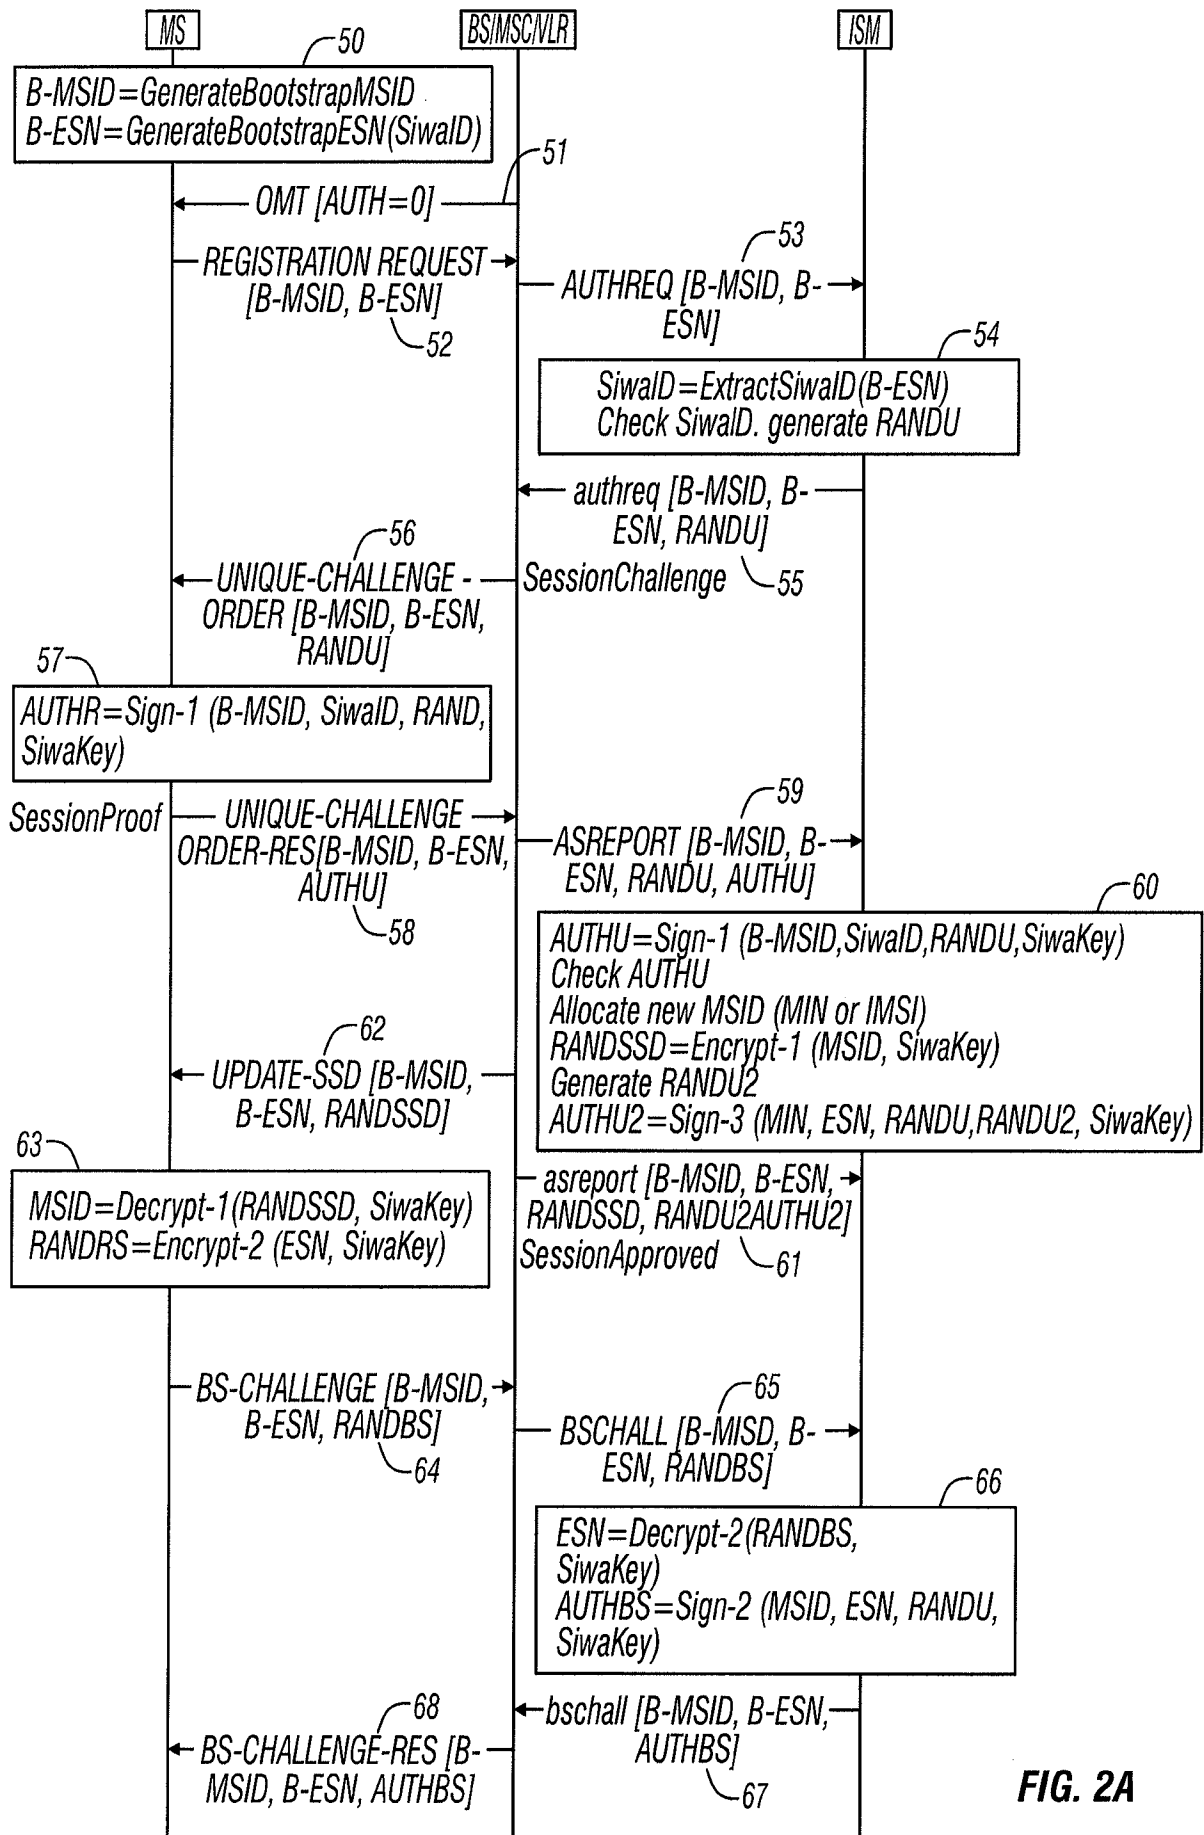 MS
BS/MSC/VLR
ISM
50
B-MSID=GenerateBootstrapMSID
B-ESN=GenerateBootstrapESN(SiwaID)
51
OMT [AUTH=0]
REGISTRATION REQUEST
[B-MSID, B-ESN]
52
53
AUTHREQ [B-MSID, B-
ESN]
54
SiwaID=ExtractSiwaID(B-ESN)
Check SiwaID. generate RANDU
authreq [B-MSID, B-
ESN, RANDU]
55
56
UNIQUE-CHALLENGE -
ORDER [B-MSID, B-ESN,
RANDU]
SessionChallenge
57
AUTHR=Sign-1 (B-MSID, SiwaID, RAND,
SiwaKey)
SessionProof
UNIQUE-CHALLENGE
ORDER-RES[B-MSID, B-ESN,
AUTHU]
58
59
ASREPORT [B-MSID, B-
ESN, RANDU, AUTHU]
60
AUTHU=Sign-1 (B-MSID,SiwaID,RANDU,SiwaKey)
Check AUTHU
Allocate new MSID (MIN or IMSI)
RANDSSD=Encrypt-1 (MSID, SiwaKey)
Generate RANDU2
AUTHU2=Sign-3 (MIN, ESN, RANDU,RANDU2, SiwaKey)
62
UPDATE-SSD [B-MSID,
B-ESN, RANDSSD]
63
MSID=Decrypt-1(RANDSSD, SiwaKey)
RANDRS=Encrypt-2 (ESN, SiwaKey)
asreport [B-MSID, B-ESN,
RANDSSD, RANDU2AUTHU2]
SessionApproved
61
BS-CHALLENGE [B-MSID,
B-ESN, RANDBS]
64
65
BSCHALL [B-MISD, B-
ESN, RANDBS]
66
ESN=Decrypt-2(RANDBS,
SiwaKey)
AUTHBS=Sign-2 (MSID, ESN, RANDU,
SiwaKey)
bschall [B-MSID, B-ESN,
AUTHBS]
67
68
BS-CHALLENGE-RES [B-
MSID, B-ESN, AUTHBS]
FIG. 2A